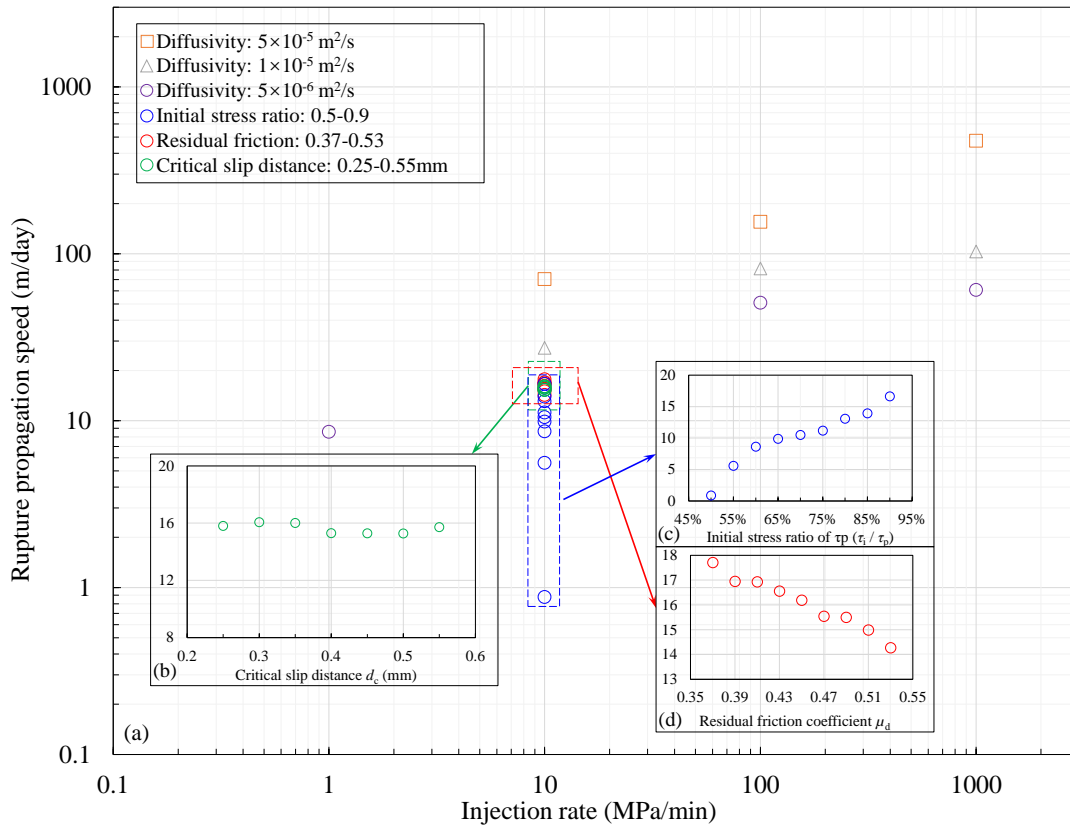 Diffusivity: 5×10⁻⁵ m²/s
Diffusivity: 1×10⁻⁵ m²/s
Diffusivity: 5×10⁻⁶ m²/s
Initial stress ratio: 0.5-0.9
Residual friction: 0.37-0.53
Critical slip distance: 0.25-0.55mm
Rupture propagation speed (m/day)
1000
100
10
1
0.1
0.1 1 10 100 1000
Injection rate (MPa/min)
(a)
20
16
12
8
0.2 0.3 0.4 0.5 0.6
(b)
Critical slip distance d_c (mm)
20
15
10
5
0
45% 55% 65% 75% 85% 95%
(c)
Initial stress ratio of τp (τ_i / τ_p)
18
17
16
15
14
13
0.35 0.39 0.43 0.47 0.51 0.55
(d)
Residual friction coefficient μ_d